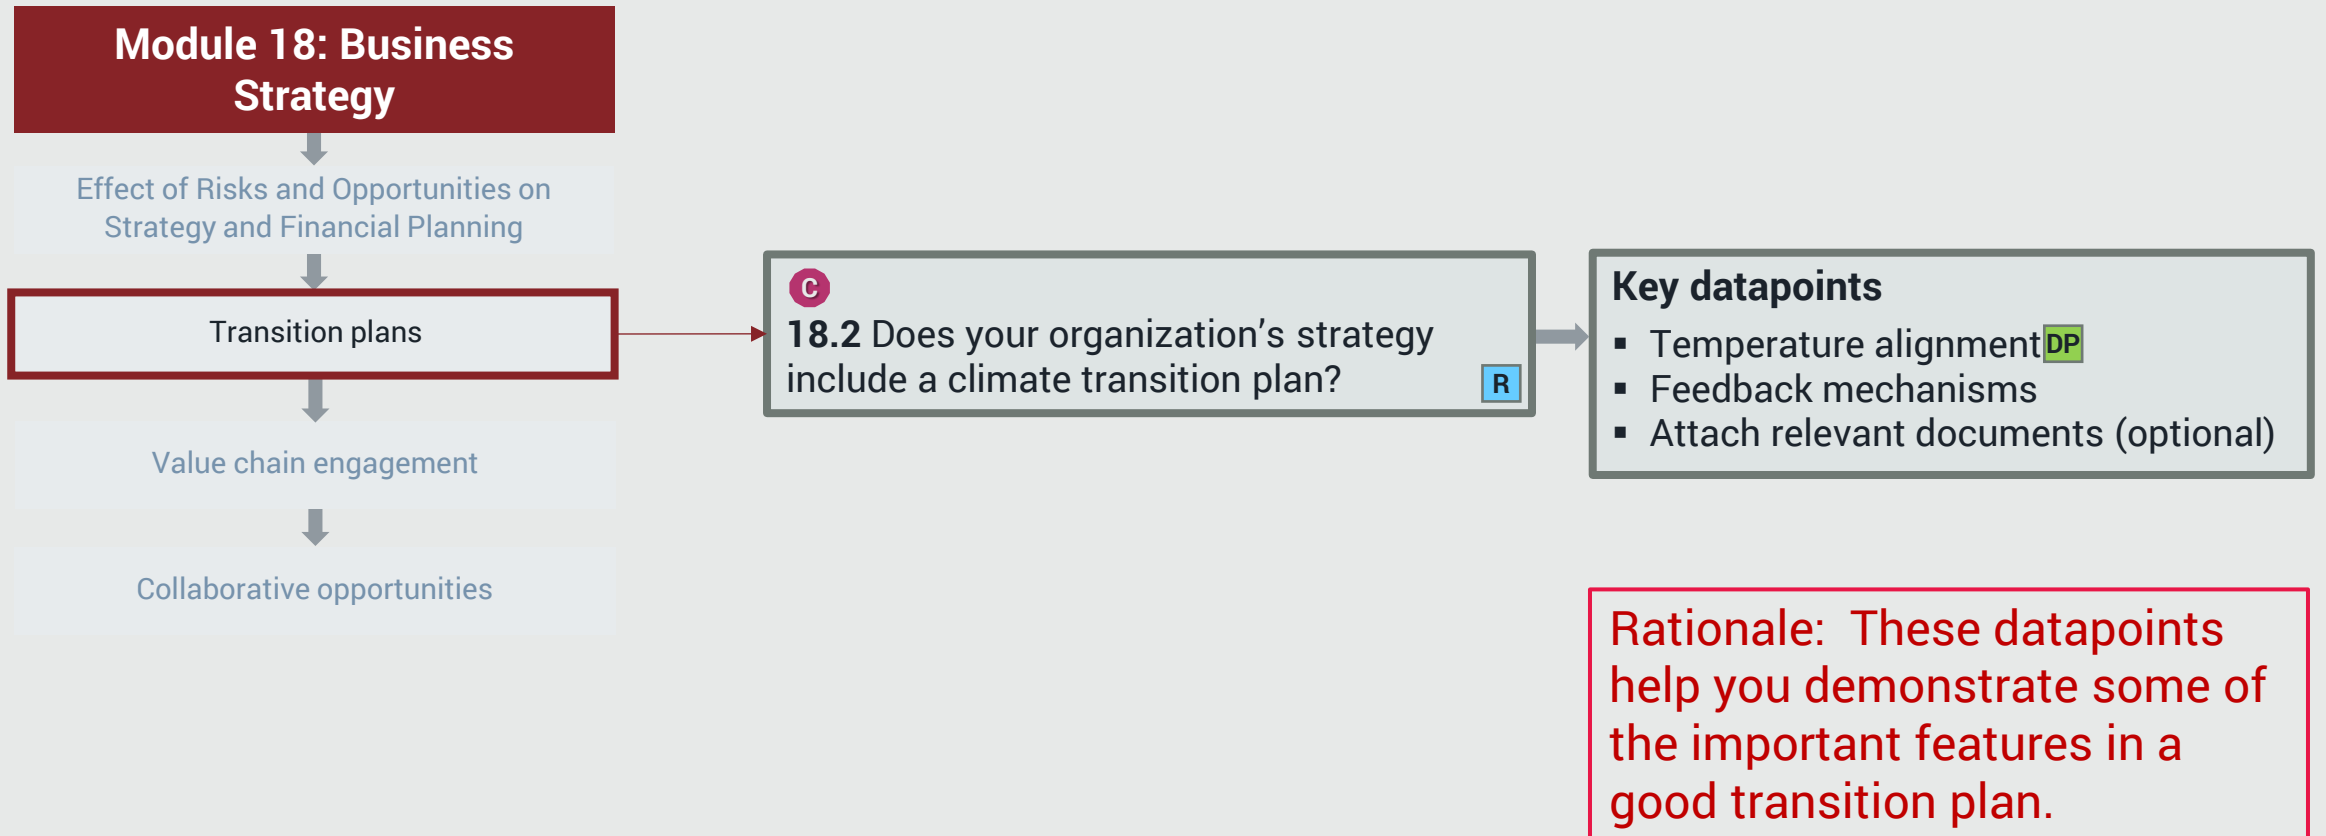 Module 18: Business
Strategy
Effect of Risks and Opportunities on
Strategy and Financial Planning
Transition plans
Value chain engagement
Collaborative opportunities
C
18.2 Does your organization’s strategy
include a climate transition plan?
R
Key datapoints
▪ Temperature alignment DP
▪ Feedback mechanisms
▪ Attach relevant documents (optional)
Rationale: These datapoints
help you demonstrate some of
the important features in a
good transition plan.